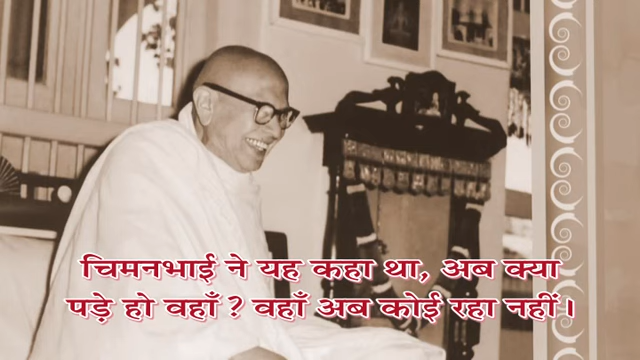 चिमनभाई ने यह कहा था, अब क्या
पड़े हो वहाँ ? वहाँ अब कोई रहा नहीं।